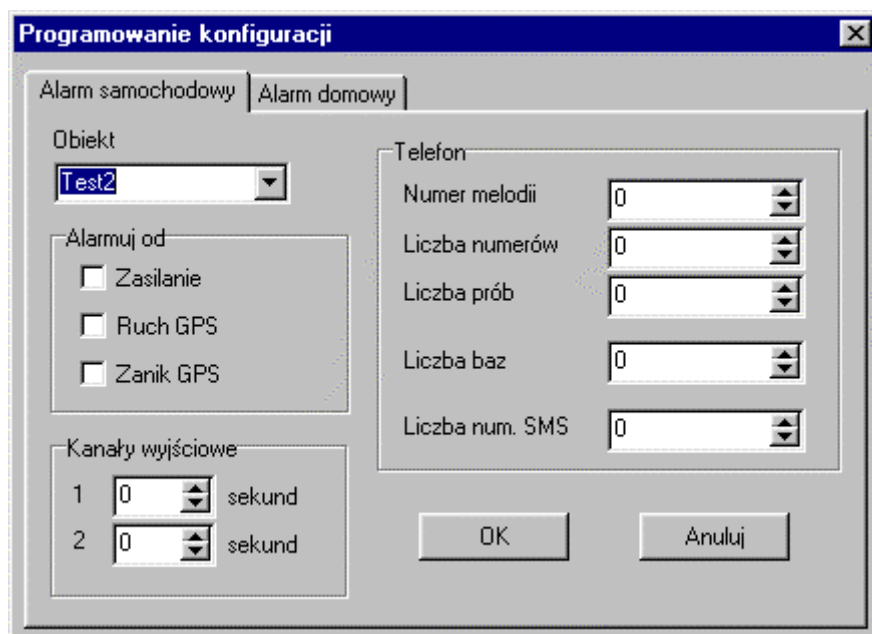 Programowanie konfiguracji
Alarm samochodowy
Alarm domowy
Obiekt
Test2
Alarmuj od
Zasilanie
Ruch GPS
Zanik GPS
Kanały wyjściowe
1 0 sekund
2 0 sekund
Telefon
Numer melodii 0
Liczba numerów 0
Liczba prób 0
Liczba baz 0
Liczba num. SMS 0
OK
Anuluj